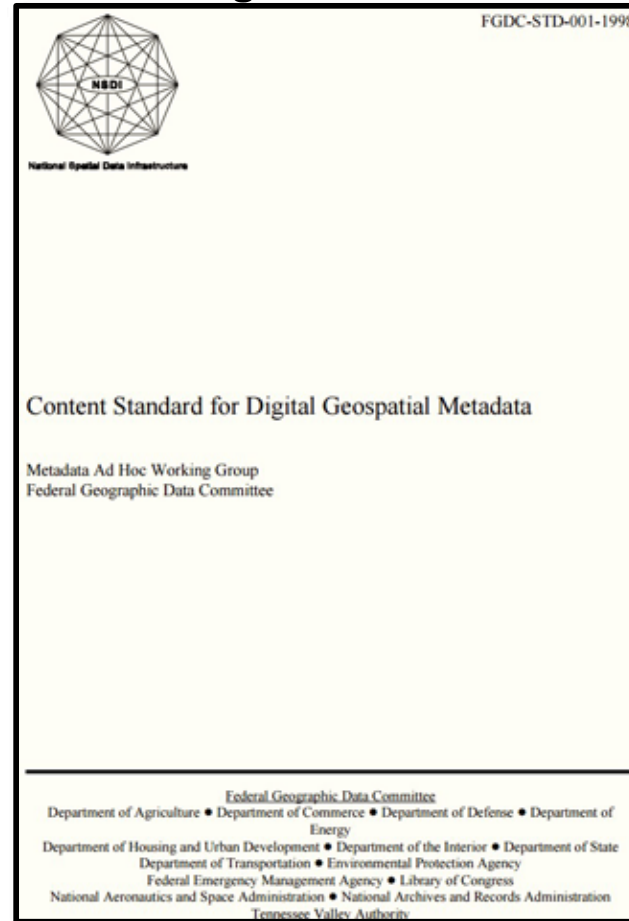 FGDC-STD-001-1998
NSDI
National Spatial Data Infrastructure
Content Standard for Digital Geospatial Metadata
Metadata Ad Hoc Working Group
Federal Geographic Data Committee
Federal Geographic Data Committee
Department of Agriculture ● Department of Commerce ● Department of Defense ● Department of
Energy
Department of Housing and Urban Development ● Department of the Interior ● Department of State
Department of Transportation ● Environmental Protection Agency
Federal Emergency Management Agency ● Library of Congress
National Aeronautics and Space Administration ● National Archives and Records Administration
Tennessee Valley Authority